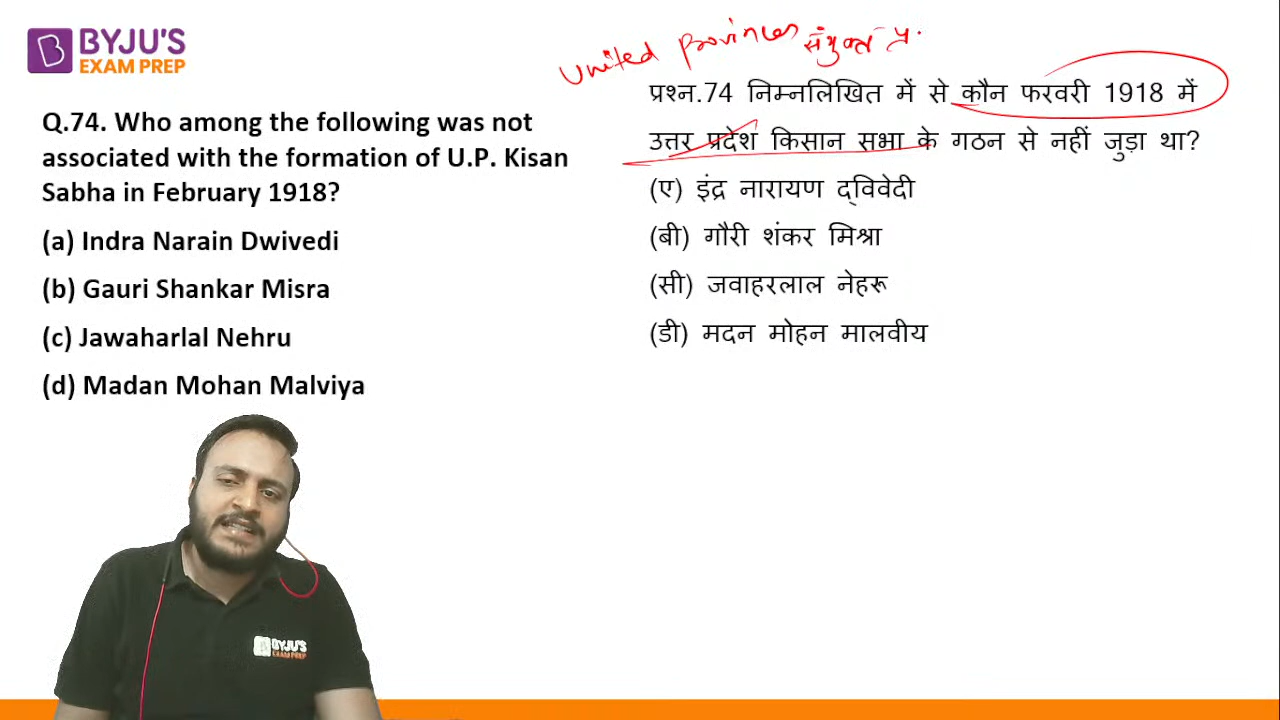 BYJU'S
EXAM PREP
United Provinces संयुक्त प्र.
Q.74. Who among the following was not
associated with the formation of U.P. Kisan
Sabha in February 1918?
(a) Indra Narain Dwivedi
(b) Gauri Shankar Misra
(c) Jawaharlal Nehru
(d) Madan Mohan Malviya
प्रश्न.74 निम्नलिखित में से कौन फरवरी 1918 में
उत्तर प्रदेश किसान सभा के गठन से नहीं जुड़ा था?
(ए) इंद्र नारायण द्विवेदी
(बी) गौरी शंकर मिश्रा
(सी) जवाहरलाल नेहरू
(डी) मदन मोहन मालवीय
BYJU'S
EXAM PREP